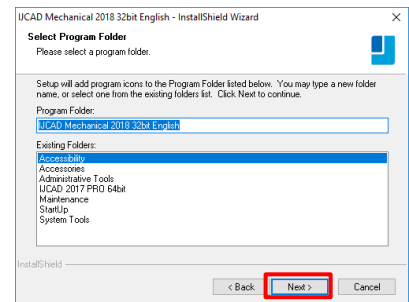 IJCAD Mechanical 2018 32bit English - InstallShield Wizard
Select Program Folder
Please select a program folder.
Setup will add program icons to the Program Folder listed below. You may type a new folder
name, or select one from the existing folders list. Click Next to continue.
Program Folder:
IJCAD Mechanical 2018 32bit English
Existing Folders:
Accessibility
Accessories
Administrative Tools
IJCAD 2017 PRO 64bit
Maintenance
StartUp
System Tools
InstallShield
< Back
Next >
Cancel